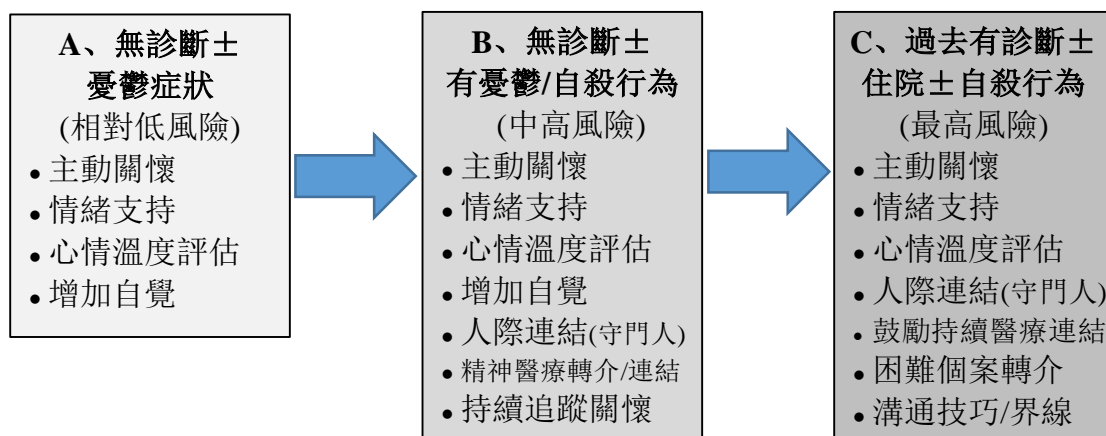 A、無診斷±
憂鬱症狀
(相對低風險)
• 主動關懷
• 情緒支持
• 心情溫度評估
• 增加自覺
B、無診斷±
有憂鬱/自殺行為
(中高風險)
• 主動關懷
• 情緒支持
• 心情溫度評估
• 增加自覺
• 人際連結(守門人)
• 精神醫療轉介/連結
• 持續追蹤關懷
C、過去有診斷±
住院±自殺行為
(最高風險)
• 主動關懷
• 情緒支持
• 心情溫度評估
• 人際連結(守門人)
• 鼓勵持續醫療連結
• 困難個案轉介
• 溝通技巧/界線